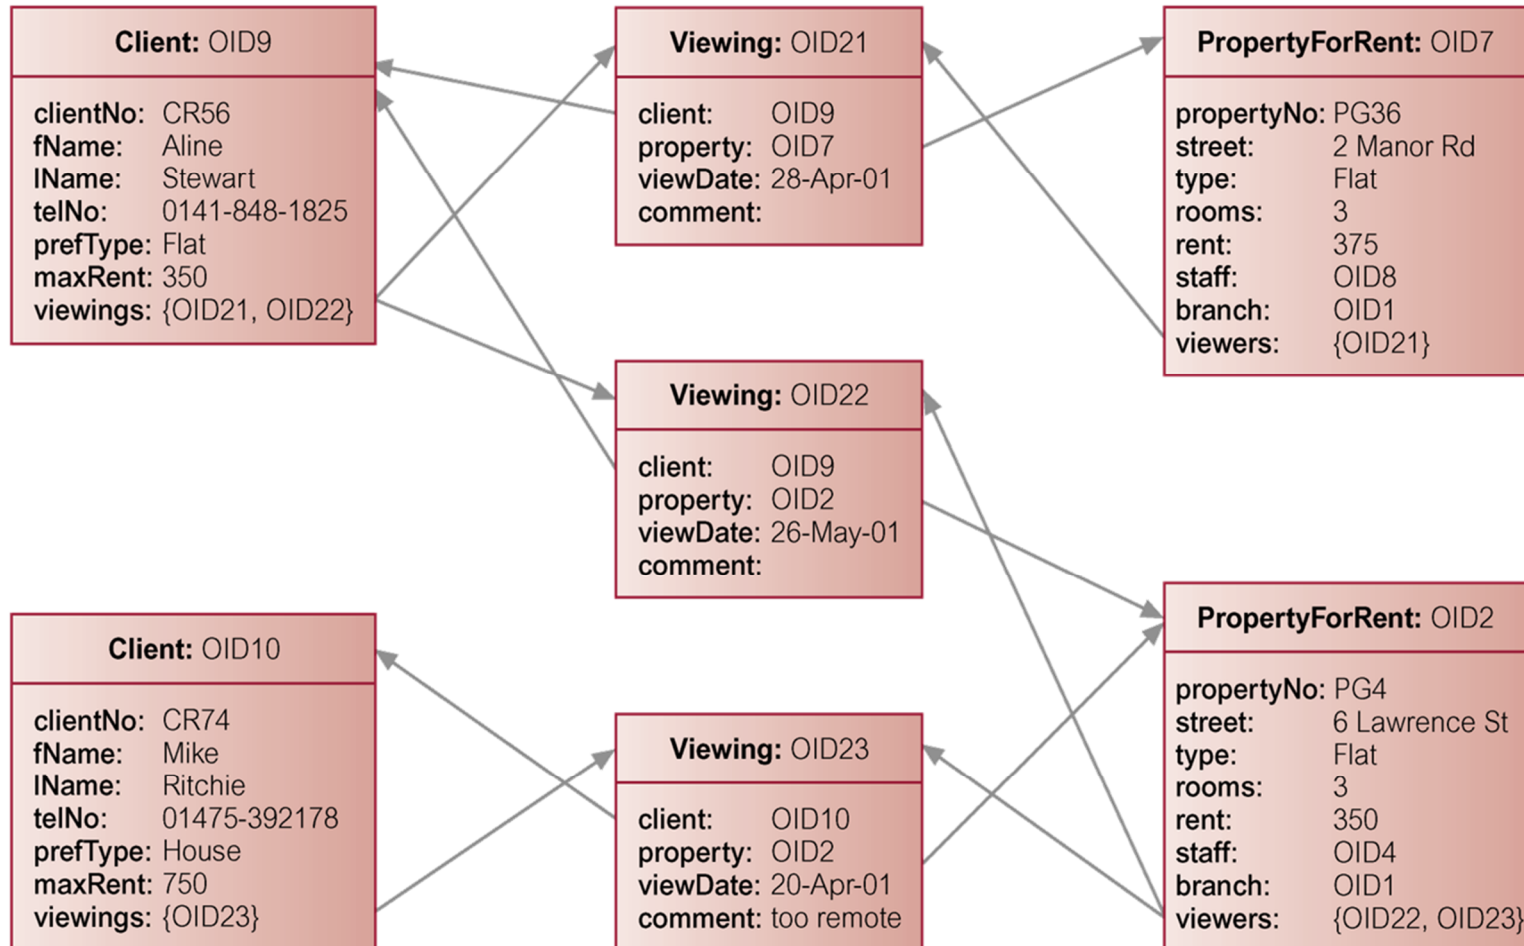 Client: OID9
clientNo: CR56
fName: Aline
lName: Stewart
telNo: 0141-848-1825
prefType: Flat
maxRent: 350
viewings: {OID21, OID22}
Viewing: OID21
client: OID9
property: OID7
viewDate: 28-Apr-01
comment:
PropertyForRent: OID7
propertyNo: PG36
street: 2 Manor Rd
type: Flat
rooms: 3
rent: 375
staff: OID8
branch: OID1
viewers: {OID21}
Viewing: OID22
client: OID9
property: OID2
viewDate: 26-May-01
comment:
Client: OID10
clientNo: CR74
fName: Mike
lName: Ritchie
telNo: 01475-392178
prefType: House
maxRent: 750
viewings: {OID23}
Viewing: OID23
client: OID10
property: OID2
viewDate: 20-Apr-01
comment: too remote
PropertyForRent: OID2
propertyNo: PG4
street: 6 Lawrence St
type: Flat
rooms: 3
rent: 350
staff: OID4
branch: OID1
viewers: {OID22, OID23}